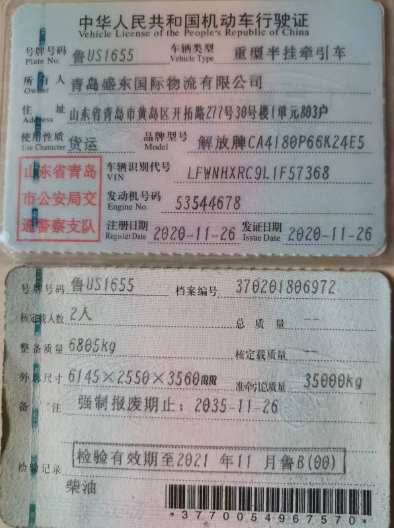 中华人民共和国机动车行驶证
Vehicle License of the People's Republic of China
号牌号码 鲁US1655 车辆类型 重型半挂牵引车
Plate No. Vehicle Type
所有人 青岛盛东国际物流有限公司
Owner
住址 山东省青岛市黄岛区开拓路277号30号楼1单元803户
Address
使用性质 货运 品牌型号 解放牌CA4180P66K24E5
Use Character Model
山东省青岛
市公安局交
通警察支队
车辆识别代号 LFWNHXRC9L1F57368
VIN
发动机号码 53544678
Engine No.
注册日期 2020-11-26 发证日期 2020-11-26
Register Date Issue Date
号牌号码 鲁US1655 档案编号 370201806972
核定载人数 2人 总质量 --
整备质量 6805kg 核定载质量 --
外廓尺寸 6145×2550×3560mm 准牵引总质量 35000kg
备注 强制报废期止：2035-11-26
检验记录 检验有效期至2021年11月鲁B(00)
柴油
*3770054967570*